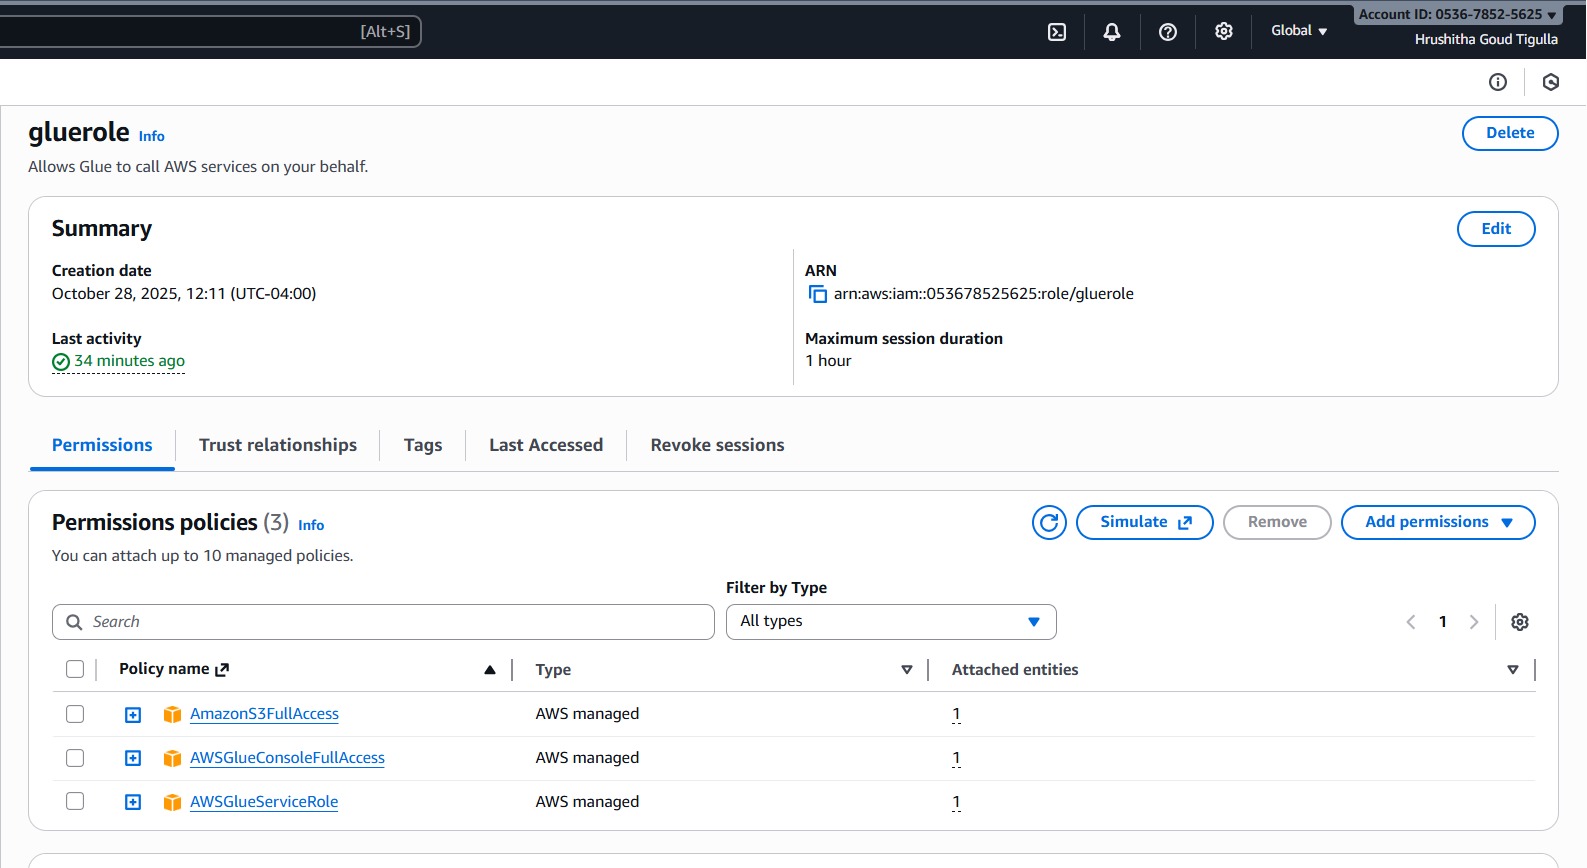 [Alt+S]
Global
Account ID: 0536-7852-5625
Hrushitha Goud Tigulla
gluerole Info
Delete
Allows Glue to call AWS services on your behalf.
Summary
Edit
Creation date
October 28, 2025, 12:11 (UTC-04:00)
ARN
arn:aws:iam::053678525625:role/gluerole
Last activity
34 minutes ago
Maximum session duration
1 hour
Permissions Trust relationships Tags Last Accessed Revoke sessions
Permissions policies (3) Info
Simulate Remove Add permissions
You can attach up to 10 managed policies.
Filter by Type
Search
All types
1
Policy name Type Attached entities
AmazonS3FullAccess AWS managed 1
AWSGlueConsoleFullAccess AWS managed 1
AWSGlueServiceRole AWS managed 1